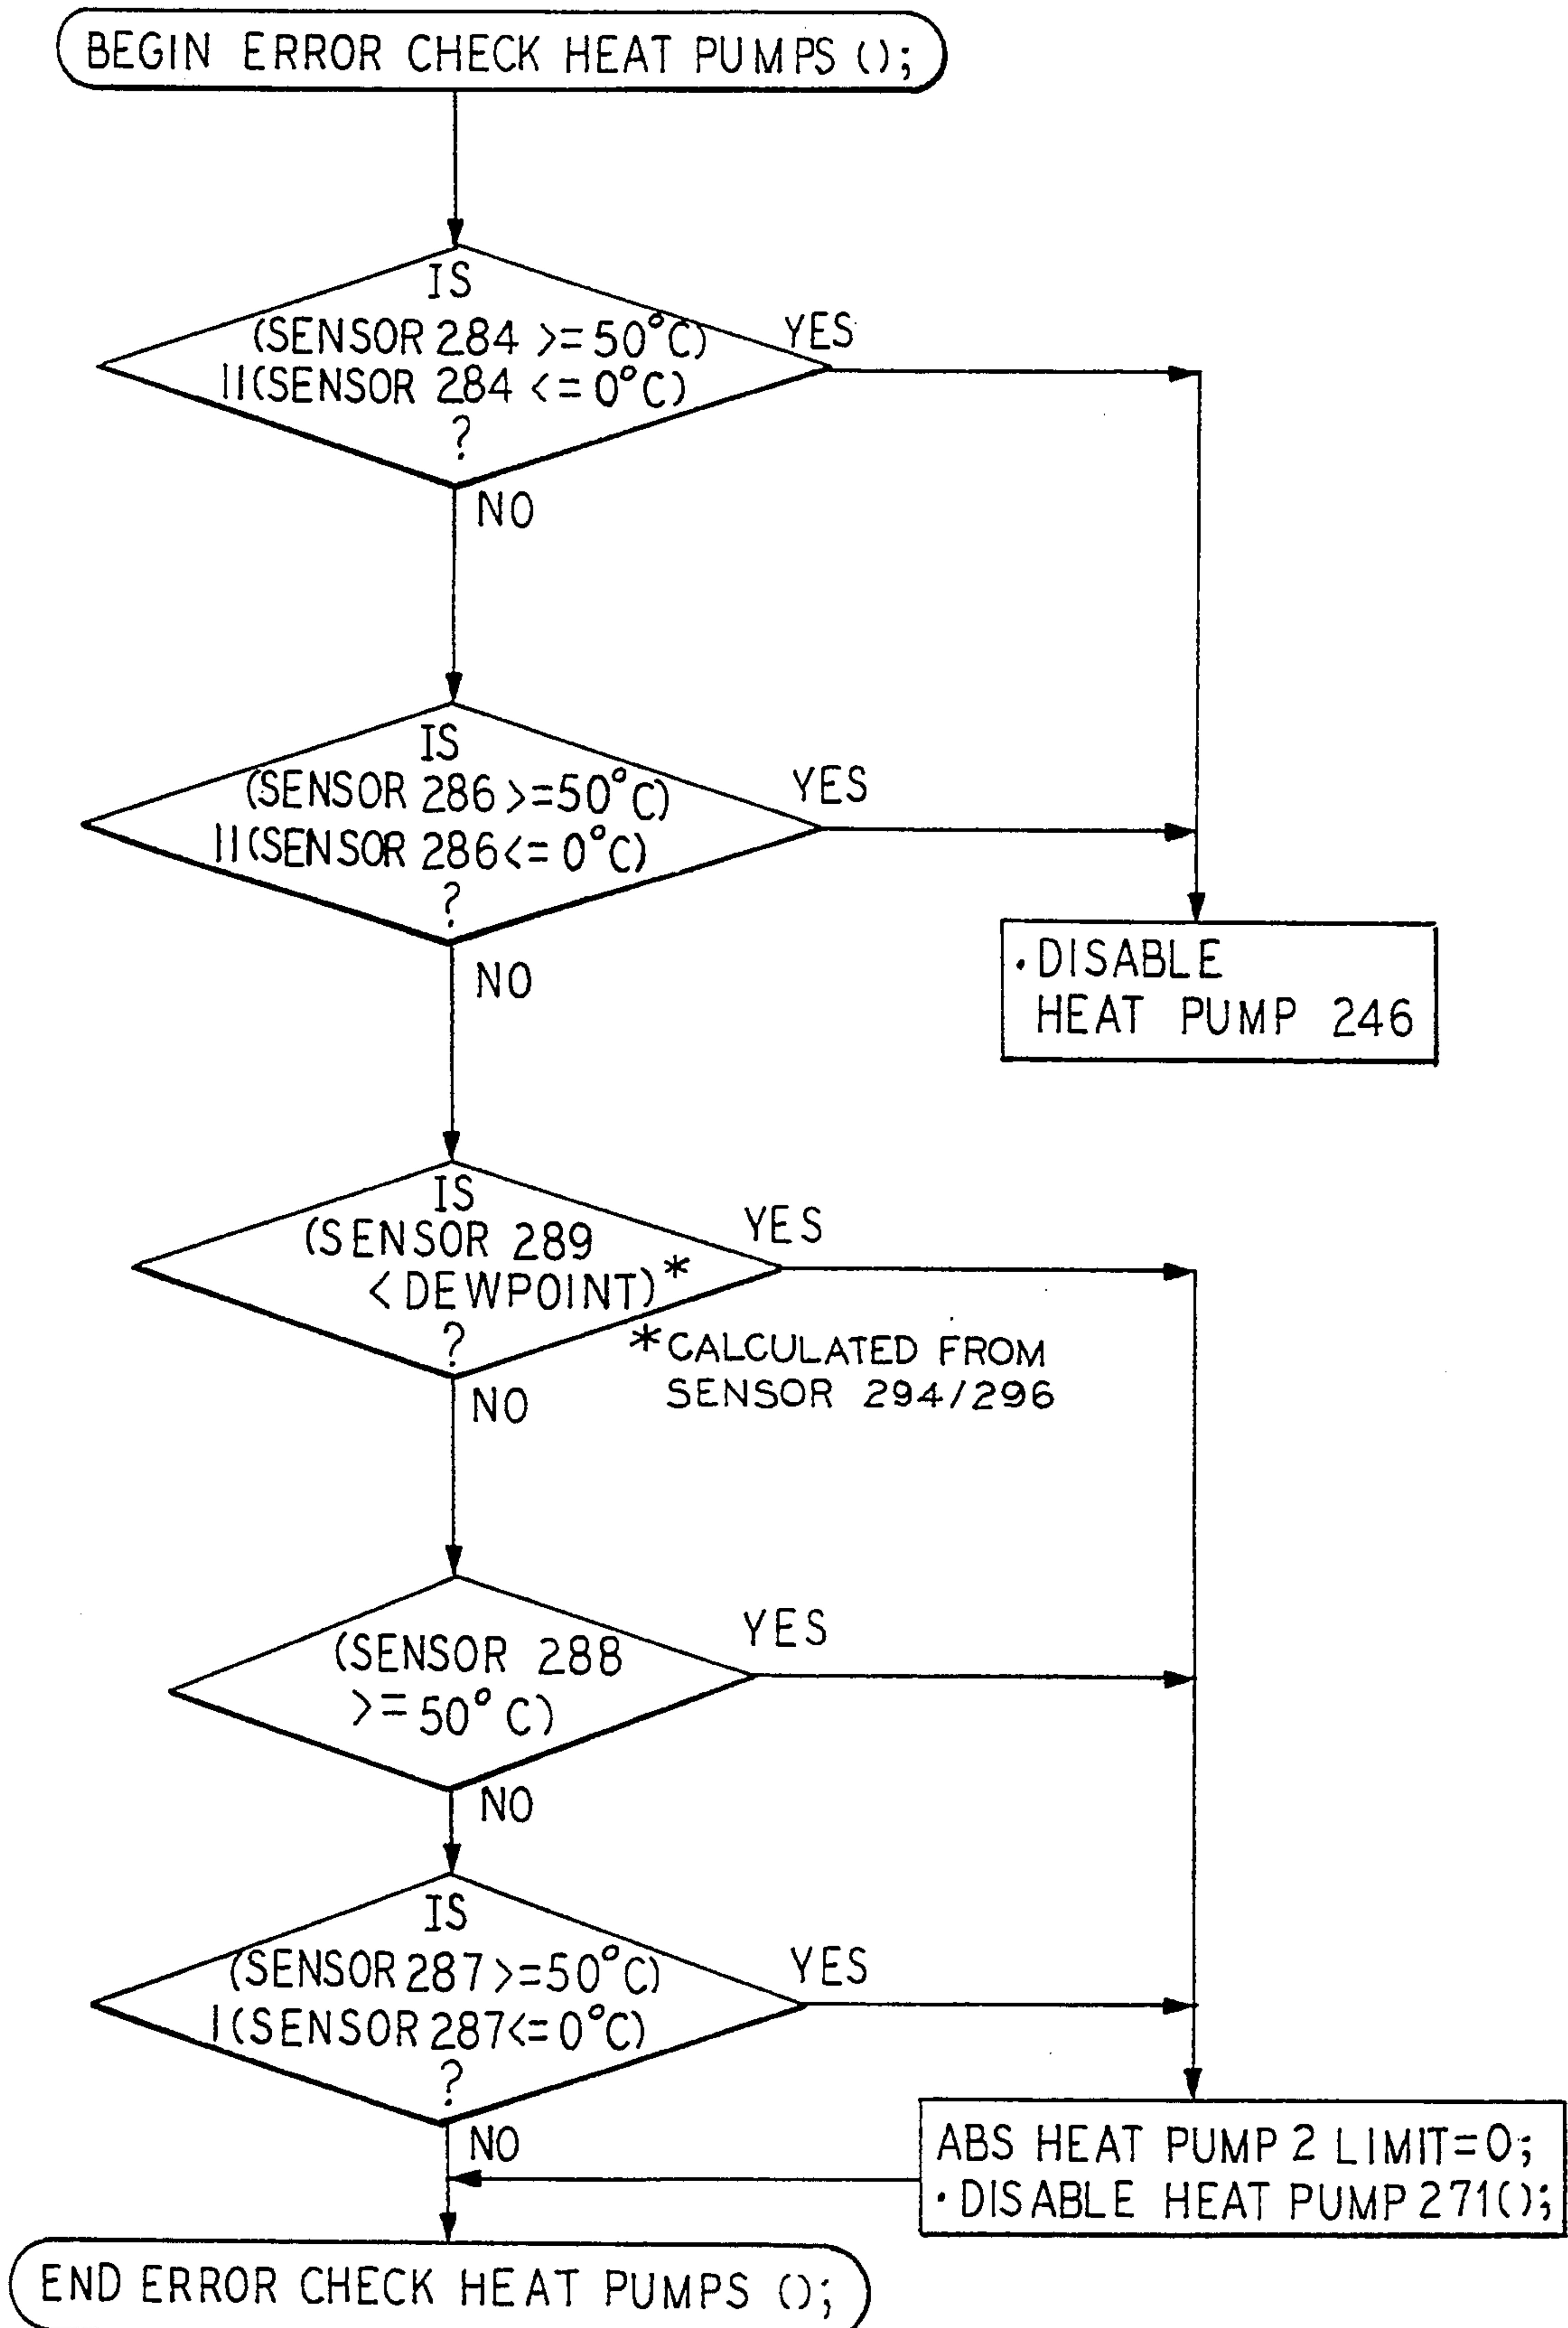 BEGIN ERROR CHECK HEAT PUMPS ();
IS
(SENSOR 284 >= 50°C)
||(SENSOR 284 <= 0°C)
?
YES
NO
IS
(SENSOR 286 >=50°C)
||(SENSOR 286<= 0°C)
?
YES
NO
·DISABLE
HEAT PUMP 246
IS
(SENSOR 289
< DEWPOINT)*
?
YES
*CALCULATED FROM
SENSOR 294/296
NO
(SENSOR 288
>=50°C)
YES
NO
IS
(SENSOR 287 >=50°C)
|(SENSOR 287<=0°C)
?
YES
NO
ABS HEAT PUMP 2 LIMIT=0;
·DISABLE HEAT PUMP 271();
END ERROR CHECK HEAT PUMPS ();